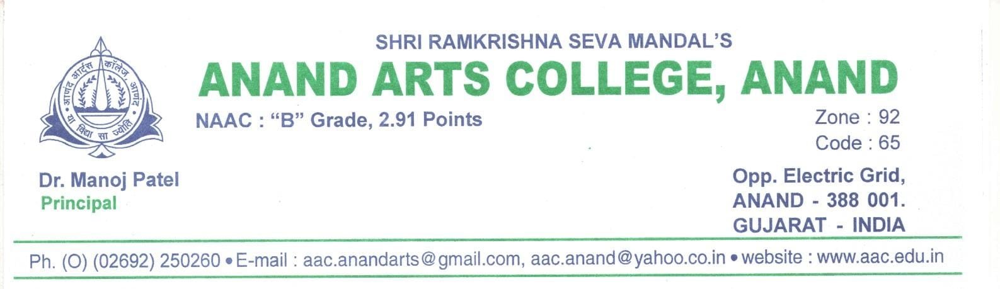 SHRI RAMKRISHNA SEVA MANDAL'S
ANAND ARTS COLLEGE, ANAND
आणंद आर्ट्स कॉलेज, आणंद
या विद्या सा ज्योतिः
NAAC : “B” Grade, 2.91 Points
Zone : 92
Code : 65
Dr. Manoj Patel
Principal
Opp. Electric Grid,
ANAND - 388 001.
GUJARAT - INDIA
Ph. (O) (02692) 250260 • E-mail : aac.anandarts@gmail.com, aac.anand@yahoo.co.in • website : www.aac.edu.in